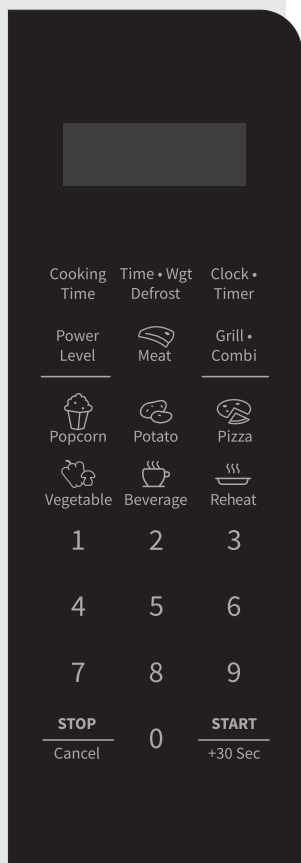 Cooking Time • Wgt Clock •
Time Defrost Timer
Power Grill •
Level Meat Combi
Popcorn Potato Pizza
Vegetable Beverage Reheat
1 2 3
4 5 6
7 8 9
STOP START
0
Cancel +30 Sec